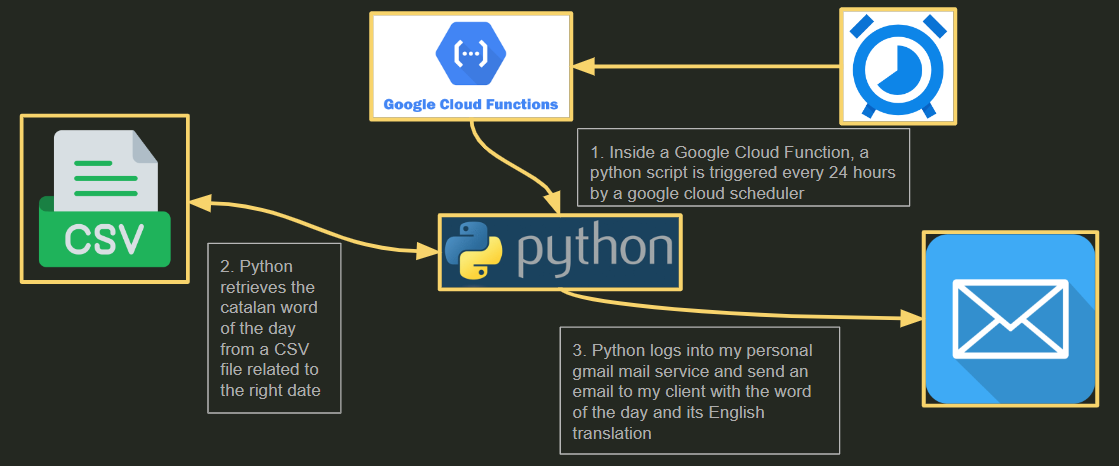 Google Cloud Functions
1. Inside a Google Cloud Function, a
python script is triggered every 24 hours
by a google cloud scheduler
CSV
python
2. Python
retrieves the
catalan word
of the day
from a CSV
file related to
the right date
3. Python logs into my personal
gmail mail service and send an
email to my client with the word
of the day and its English
translation